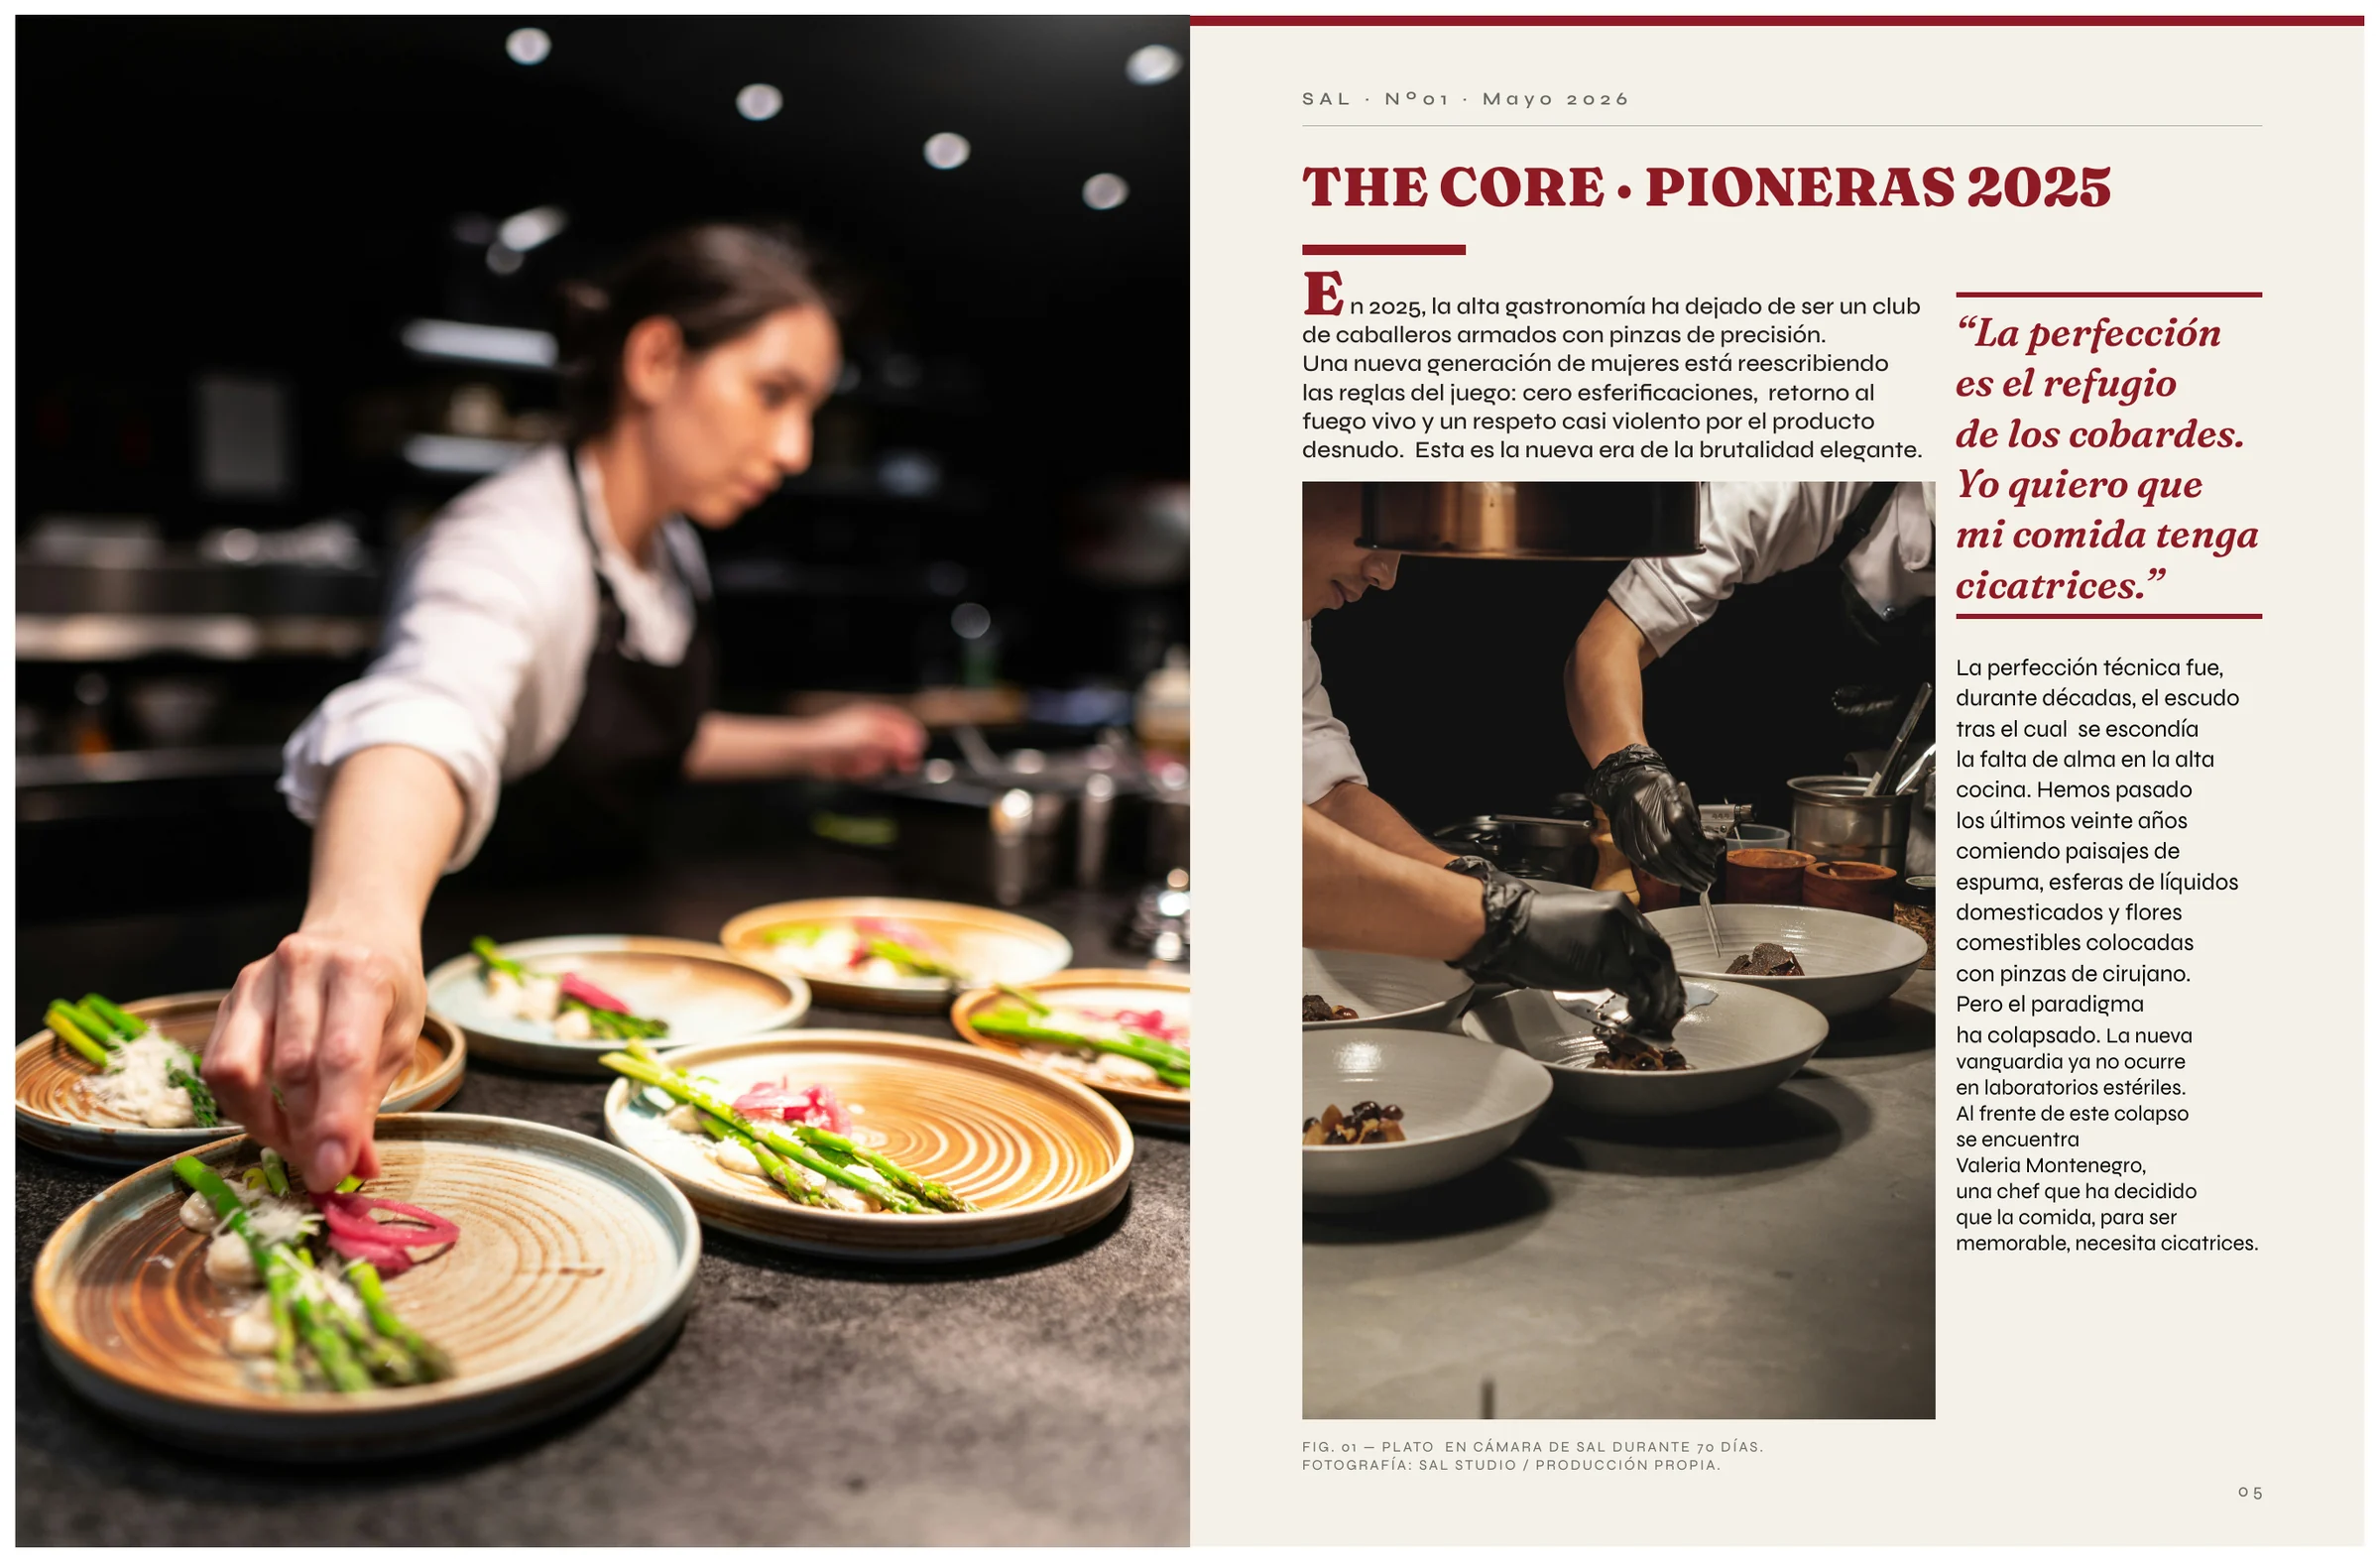 SAL · Nº01 · Mayo 2026
THE CORE · PIONERAS 2025
En 2025, la alta gastronomía ha dejado de ser un club
de caballeros armados con pinzas de precisión.
Una nueva generación de mujeres está reescribiendo
las reglas del juego: cero esferificaciones,  retorno al
fuego vivo y un respeto casi violento por el producto
desnudo.  Esta es la nueva era de la brutalidad elegante.
“La perfección
es el refugio
de los cobardes.
Yo quiero que
mi comida tenga
cicatrices.”
La perfección técnica fue,
durante décadas, el escudo
tras el cual  se escondía
la falta de alma en la alta
cocina. Hemos pasado
los últimos veinte años
comiendo paisajes de
espuma, esferas de líquidos
domesticados y flores
comestibles colocadas
con pinzas de cirujano.
Pero el paradigma
ha colapsado. La nueva
vanguardia ya no ocurre
en laboratorios estériles.
Al frente de este colapso
se encuentra
Valeria Montenegro,
una chef que ha decidido
que la comida, para ser
memorable, necesita cicatrices.
FIG. 01 — PLATO  EN CÁMARA DE SAL DURANTE 70 DÍAS.
FOTOGRAFÍA: SAL STUDIO / PRODUCCIÓN PROPIA.
05